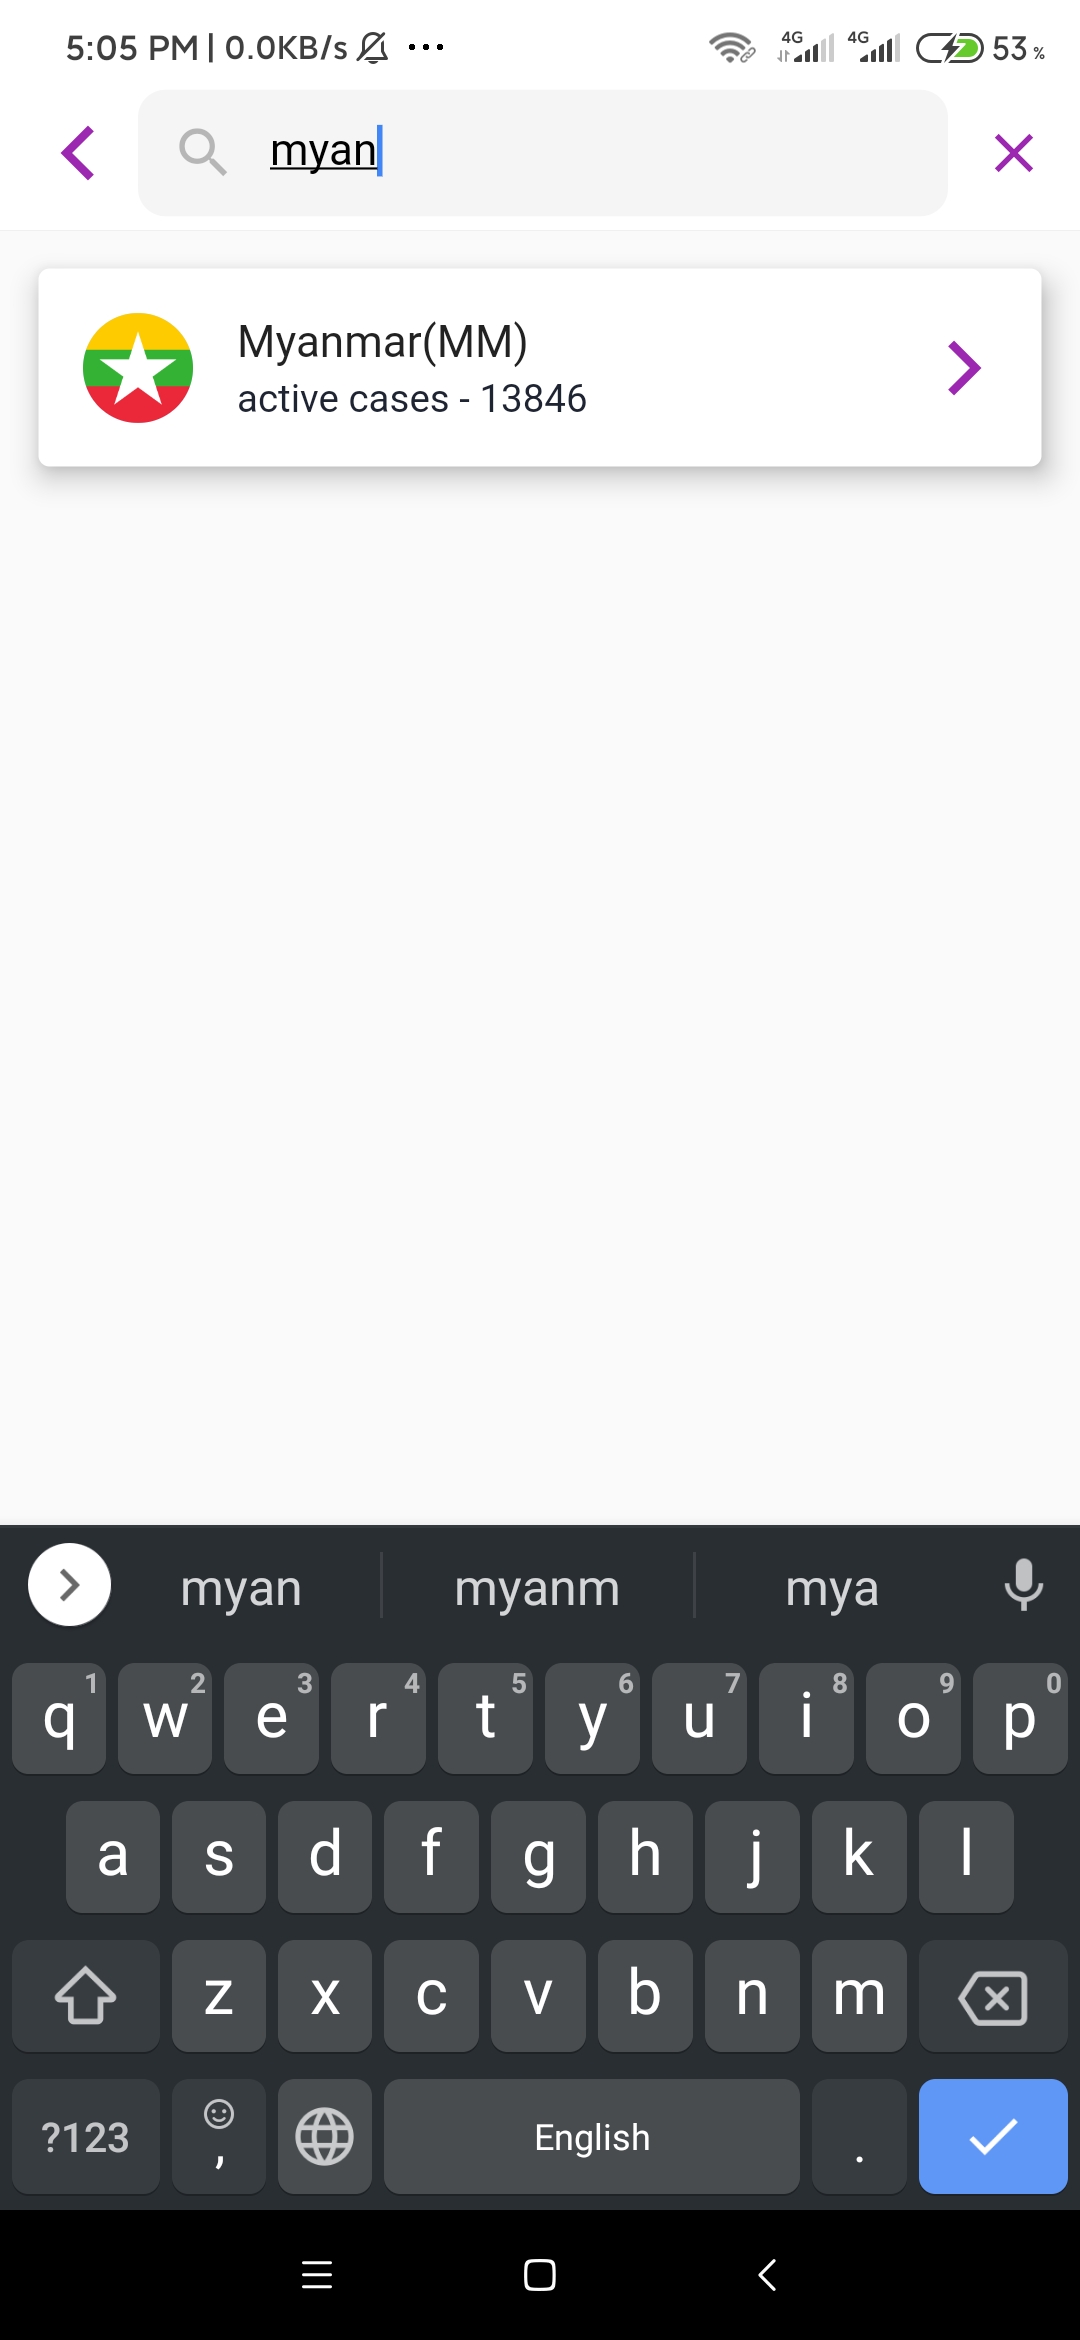 5:05 PM | 0.0KB/s ...
4G 4G 53 %
myan
Myanmar(MM)
active cases - 13846
myan myanm mya
q 1 w 2 e 3 r 4 t 5 y 6 u 7 i 8 o 9 p 0
a s d f g h j k l
z x c v b n m
?123 , English .